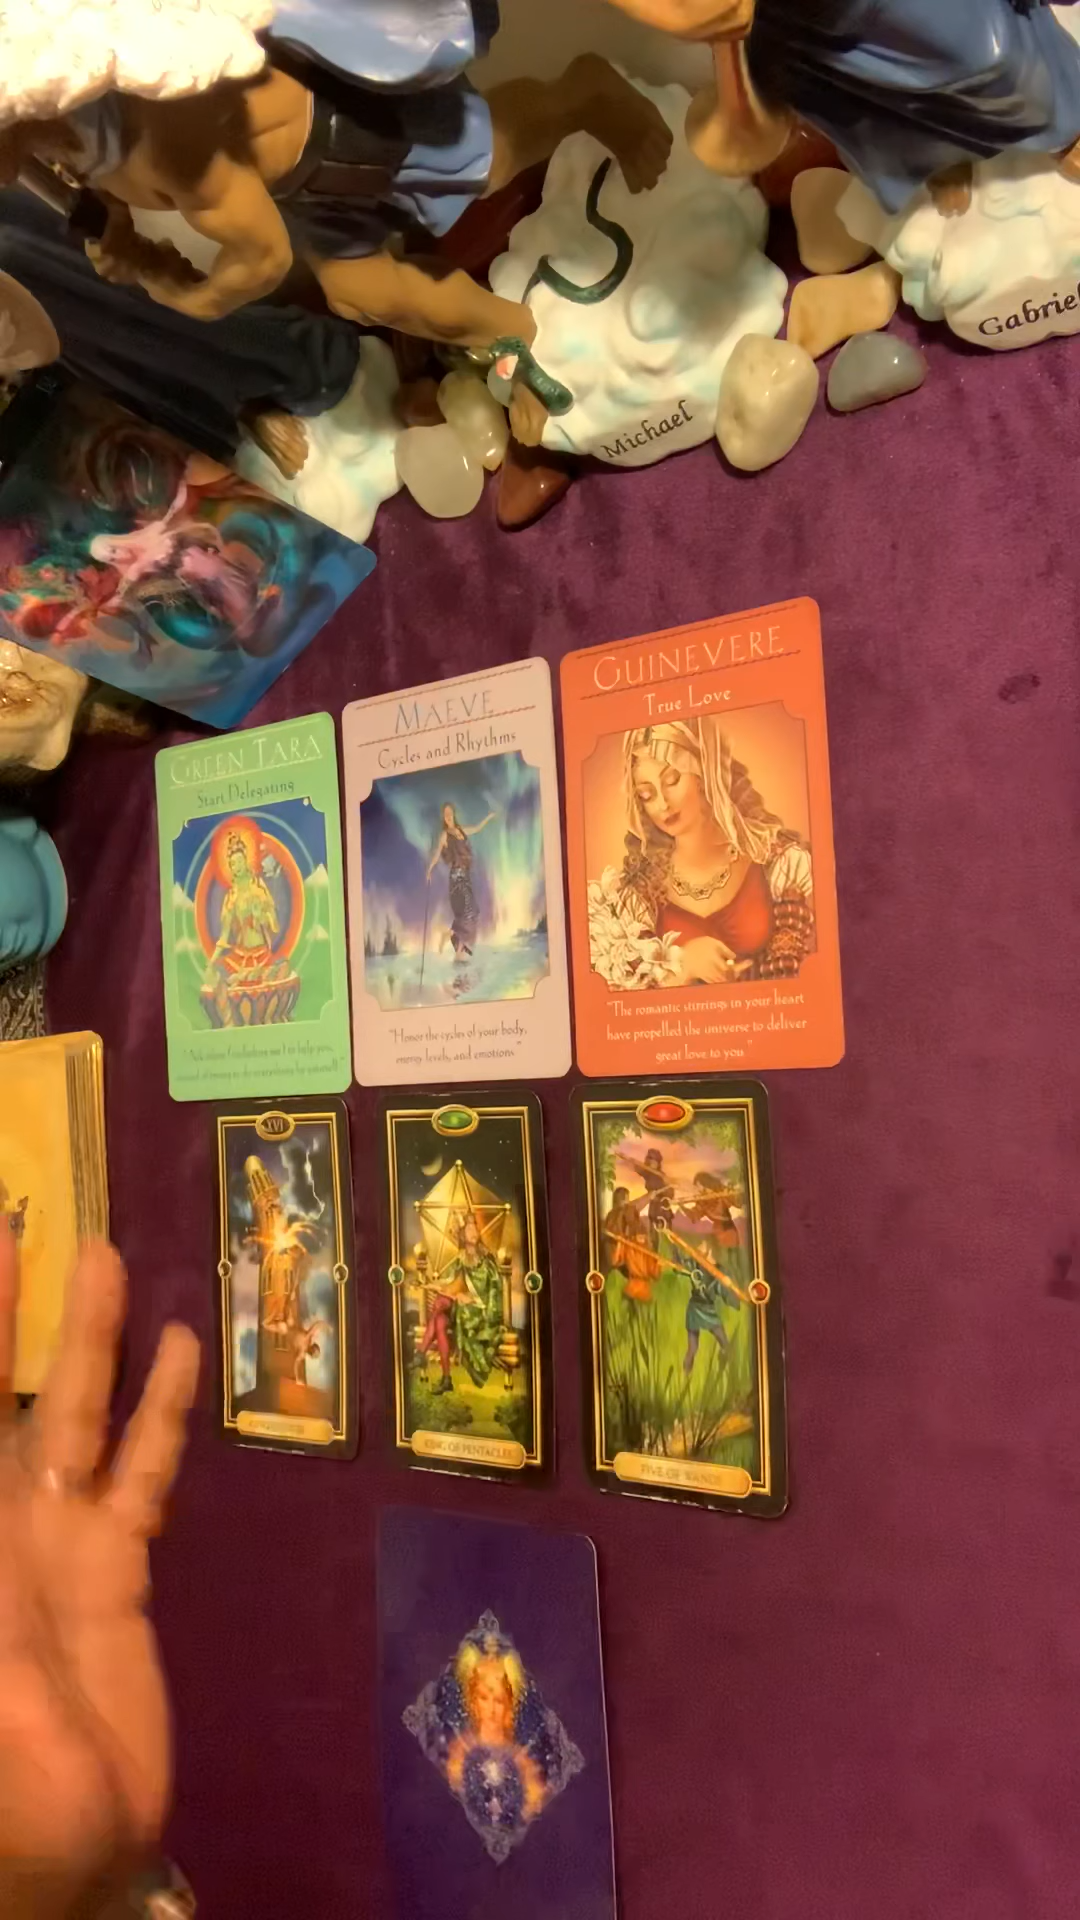 Gabriel
Michael
GREEN TARA
Start Delegating
MAEVE
Cycles and Rhythms
"Honor the cycles of your body,
energy levels, and emotions"
GUINEVERE
True Love
"The romantic stirrings in your heart
have propelled the universe to deliver
great love to you"
XVI
KING OF PENTACLES
FIVE OF WANDS